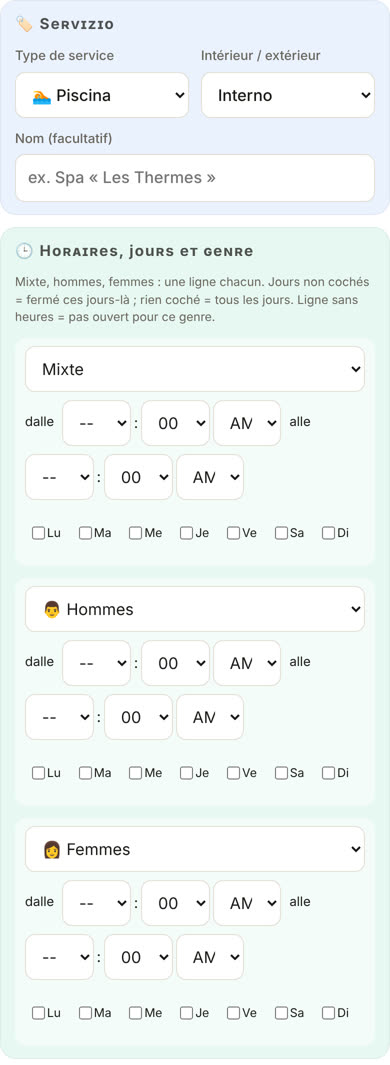 🏷️ Servizio
Type de service Intérieur / extérieur
🏊 Piscina Interno
Nom (facultatif)
ex. Spa « Les Thermes »
🕒 Horaires, jours et genre
Mixte, hommes, femmes : une ligne chacun. Jours non cochés
= fermé ces jours-là ; rien coché = tous les jours. Ligne sans
heures = pas ouvert pour ce genre.
Mixte
dalle -- : 00 AM alle
-- : 00 AM
Lu Ma Me Je Ve Sa Di
👨 Hommes
dalle -- : 00 AM alle
-- : 00 AM
Lu Ma Me Je Ve Sa Di
👩 Femmes
dalle -- : 00 AM alle
-- : 00 AM
Lu Ma Me Je Ve Sa Di